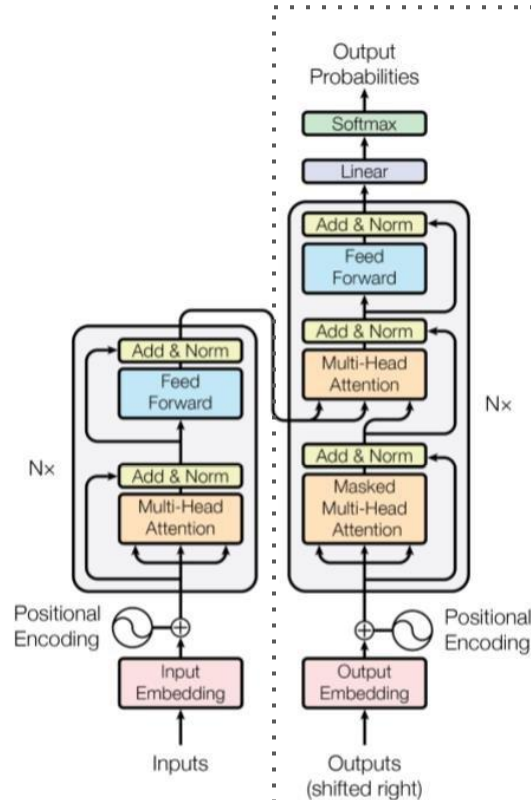 Output
Probabilities
Softmax
Linear
Add & Norm
Feed
Forward
Add & Norm
Multi-Head
Attention
Nx
Add & Norm
Masked
Multi-Head
Attention
Positional
Encoding
Output
Embedding
Outputs
(shifted right)
Add & Norm
Feed
Forward
Nx
Add & Norm
Multi-Head
Attention
Positional
Encoding
Input
Embedding
Inputs